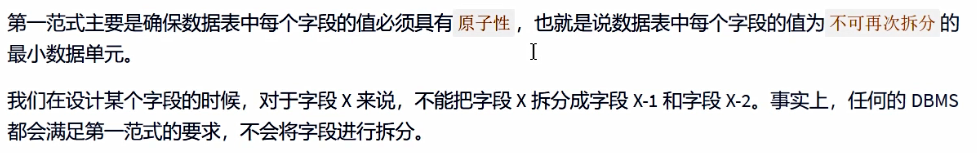 第一范式主要是确保数据表中每个字段的值必须具有 原子性 ，也就是说数据表中每个字段的值为 不可再次拆分 的
最小数据单元。
我们在设计某个字段的时候，对于字段 X 来说，不能把字段 X 拆分成字段 X-1 和字段 X-2。事实上，任何的 DBMS
都会满足第一范式的要求，不会将字段进行拆分。